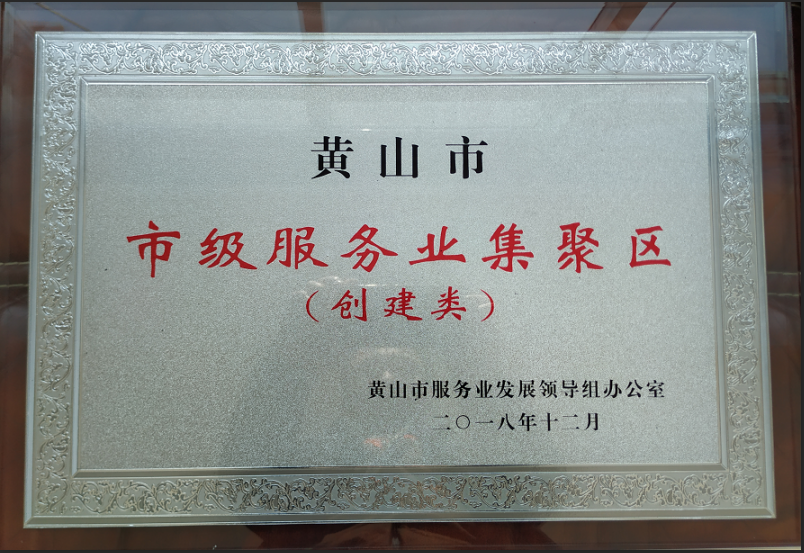 黄山市
市级服务业集聚区
（创建类）
黄山市服务业发展领导组办公室
二〇一八年十二月